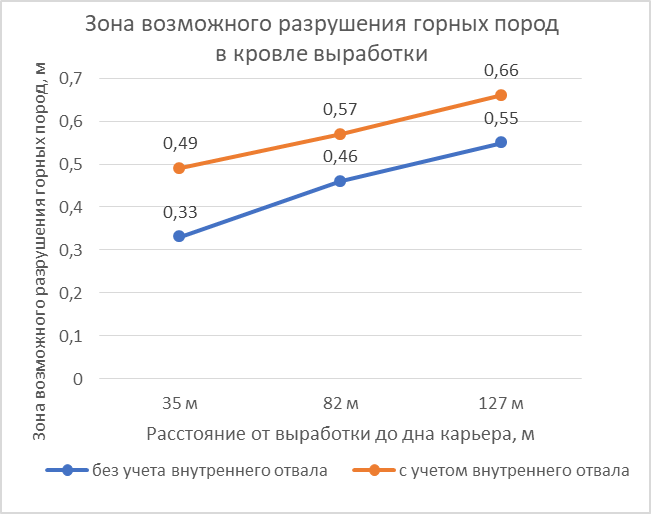 Зона возможного разрушения горных пород
в кровле выработки
Зона возможного разрушения горных пород, м
0,7
0,6
0,5
0,4
0,3
0,2
0,1
0
0,49
0,57
0,66
0,33
0,46
0,55
35 м
82 м
127 м
Расстояние от выработки до дна карьера, м
без учета внутреннего отвала
с учетом внутреннего отвала